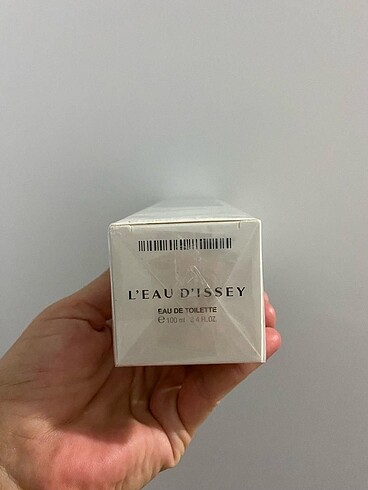 L'EAU D'ISSEY
EAU DE TOILETTE
℮ 100 ml 3.4 FL.OZ.